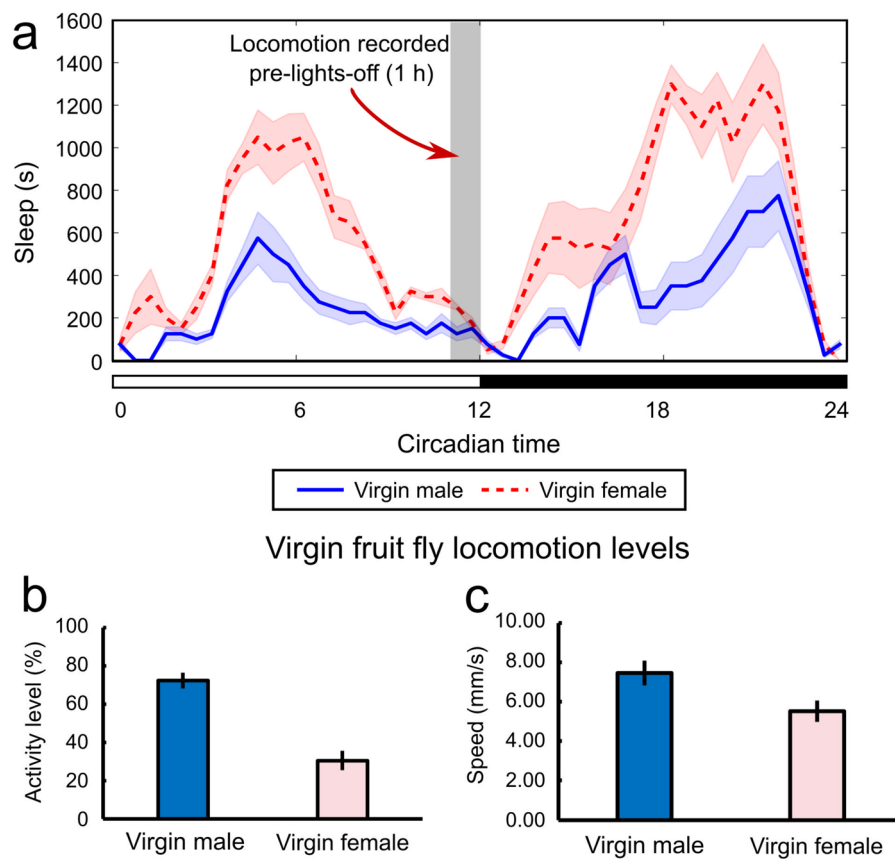 a
1600
1400
1200
1000
800
600
400
200
0
Sleep (s)
Locomotion recorded
pre-lights-off (1 h)
0 6 12 18 24
Circadian time
Virgin male Virgin female
Virgin fruit fly locomotion levels
b
100
80
60
40
20
0
Activity level (%)
Virgin male Virgin female
c
10.00
8.00
6.00
4.00
2.00
0.00
Speed (mm/s)
Virgin male Virgin female